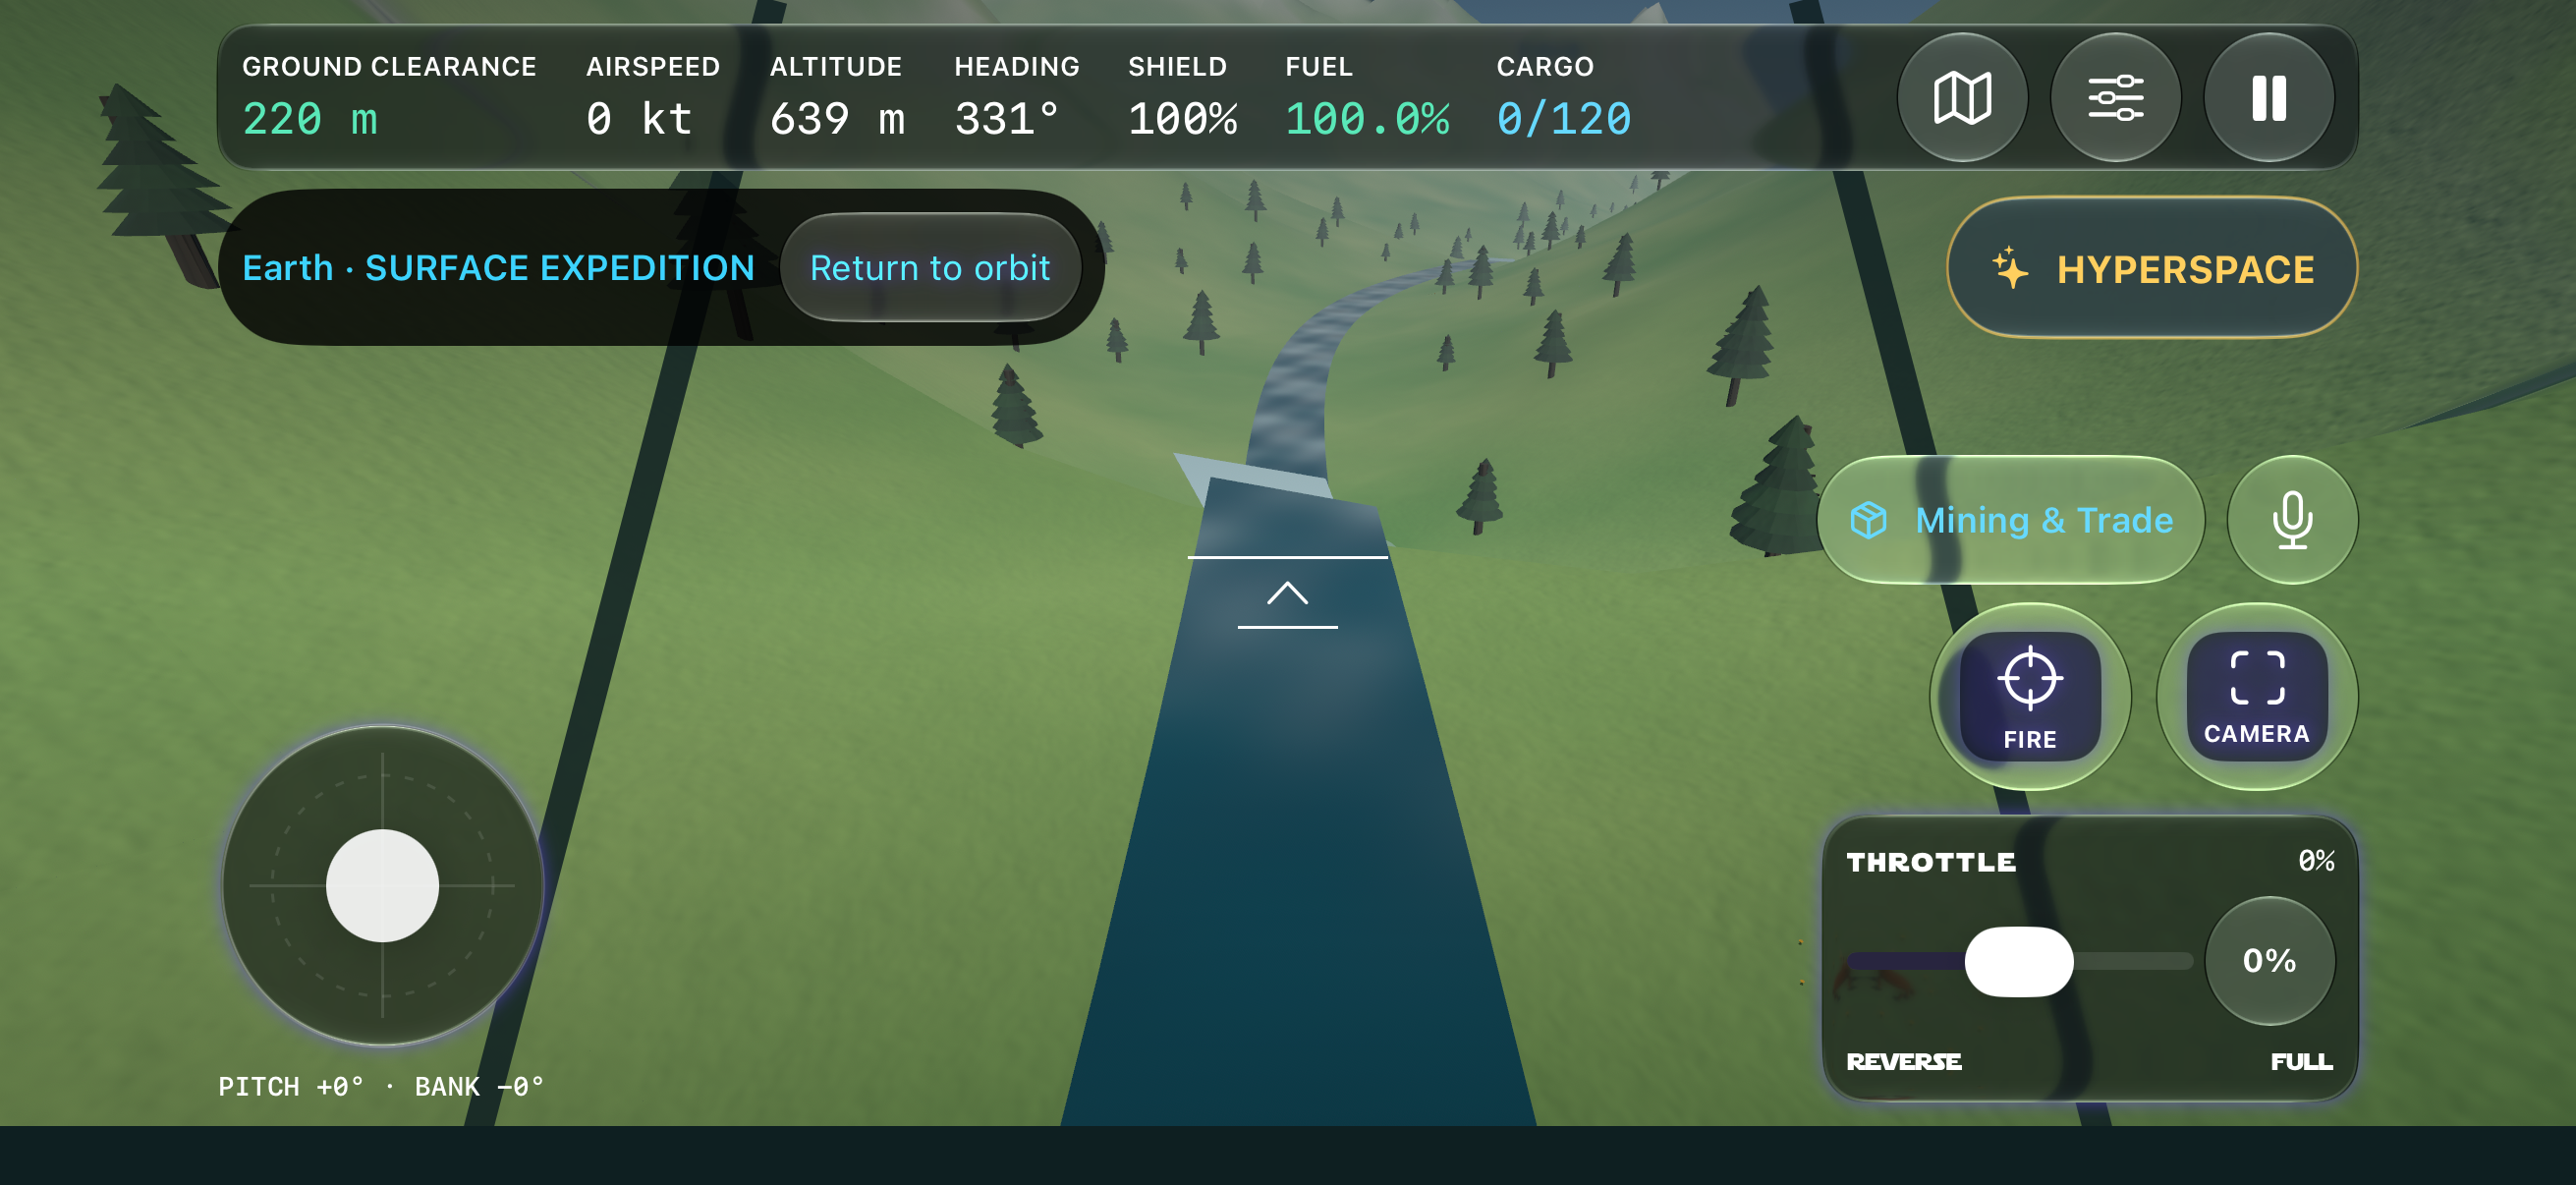 GROUND CLEARANCE AIRSPEED ALTITUDE HEADING SHIELD FUEL CARGO
220 m 0 kt 639 m 331° 100% 100.0% 0/120
Earth · SURFACE EXPEDITION Return to orbit
HYPERSPACE
Mining & Trade
FIRE CAMERA
THROTTLE 0%
0%
REVERSE FULL
PITCH +0° · BANK −0°